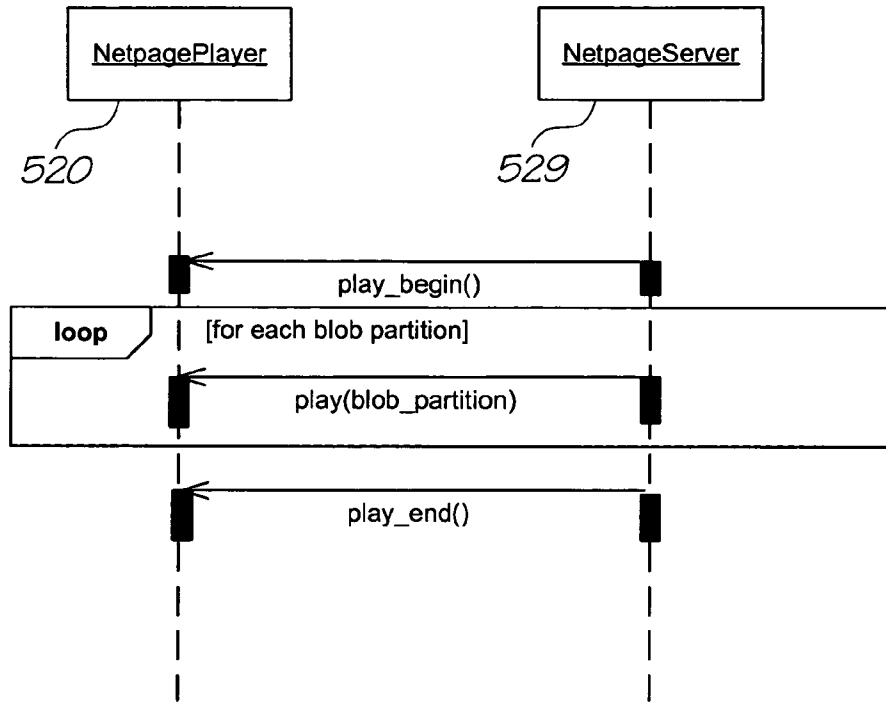 NetpagePlayer
NetpageServer
520
529
play_begin()
loop
[for each blob partition]
play(blob_partition)
play_end()